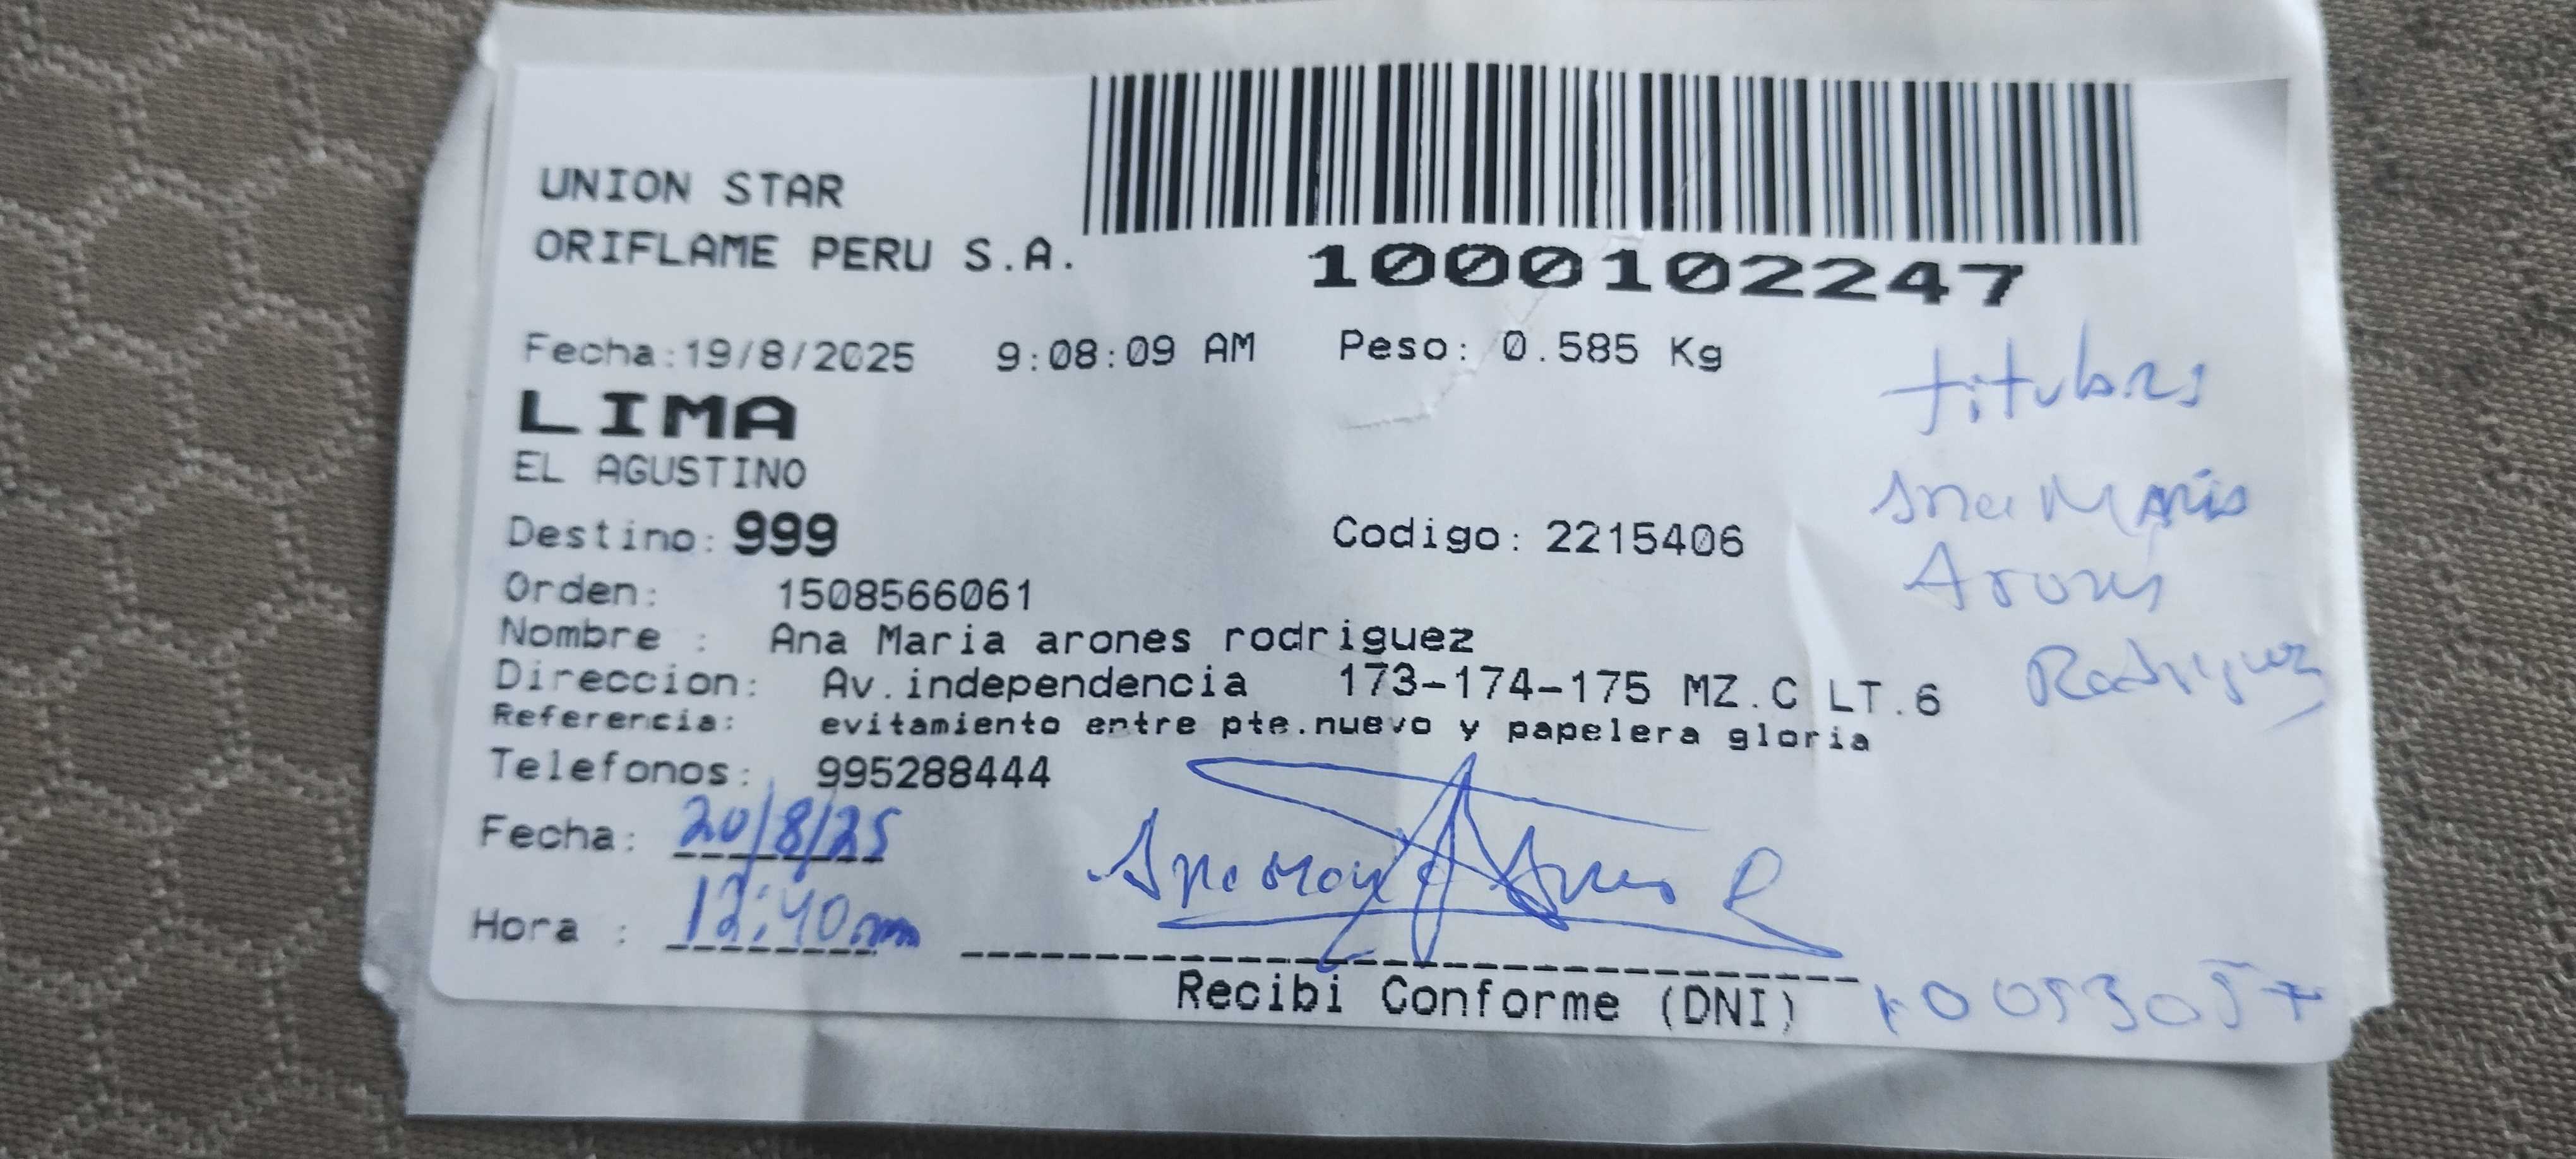 UNION STAR
ORIFLAME PERU S.A.
1000102247
Fecha:19/8/2025 9:08:09 AM Peso: 0.585 Kg
LIMA
EL AGUSTINO
Destino: 999 Codigo: 2215406
Orden: 1508566061
Nombre : Ana Maria arones rodriguez
Direccion: Av.independencia 173-174-175 MZ.C LT.6
Referencia: evitamiento entre pte.nuevo y papelera gloria
Telefonos: 995288444
Fecha: 20/8/25
Hora : 12:40
Recibi Conforme (DNI)
Ana Maria
Arones
Rodriguez